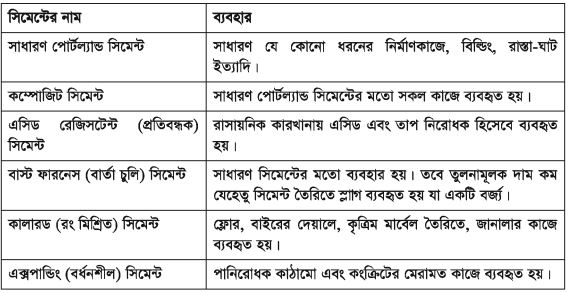 সিমেন্টের নাম ব্যবহার
সাধারণ পোর্টল্যান্ড সিমেন্ট সাধারণ যে কোনো ধরনের নির্মাণকাজে, বিল্ডিং, রাস্তা-ঘাট
ইত্যাদি।
কম্পোজিট সিমেন্ট সাধারণ পোর্টল্যান্ড সিমেন্টের মতো সকল কাজে ব্যবহৃত হয়।
এসিড রেজিসটেন্ট (প্রতিবন্ধক) রাসায়নিক কারখানায় এসিড এবং তাপ নিরোধক হিসেবে ব্যবহৃত
সিমেন্ট হয়।
বাস্ট ফারনেস (বার্তা চুলি) সিমেন্ট সাধারণ সিমেন্টের মতো ব্যবহার হয়। তবে তুলনামূলক দাম কম
যেহেতু সিমেন্ট তৈরিতে স্লাগ ব্যবহৃত হয় যা একটি বর্জ্য।
কালারড (রং মিশ্রিত) সিমেন্ট ফ্লোর, বাইরের দেয়ালে, কৃত্রিম মার্বেল তৈরিতে, জানালার কাজে
ব্যবহৃত হয়।
এক্সপান্ডিং (বর্ধনশীল) সিমেন্ট পানিরোধক কাঠামো এবং কংক্রিটের মেরামত কাজে ব্যবহৃত হয়।